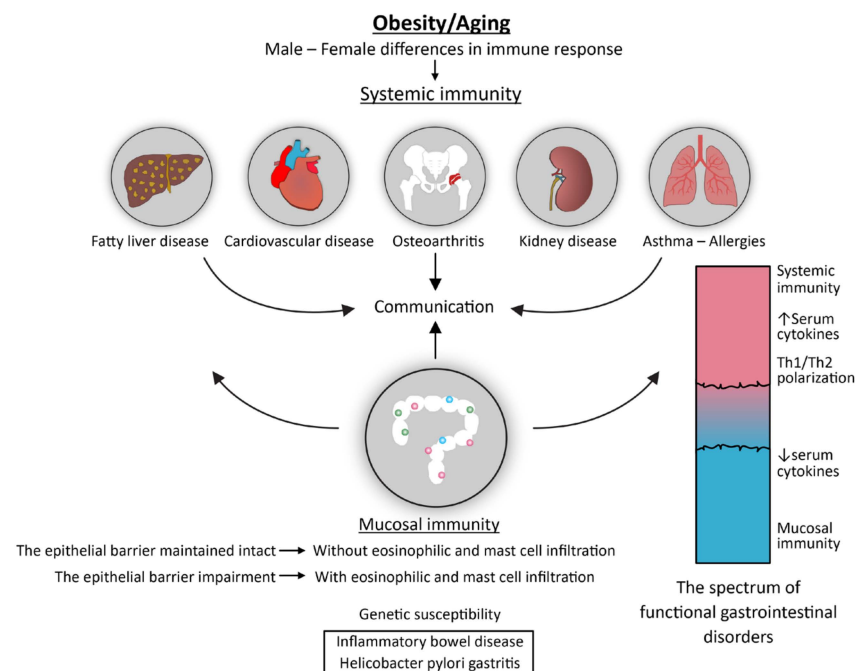 Obesity/Aging
Male – Female differences in immune response
Systemic immunity
Fatty liver disease
Cardiovascular disease
Osteoarthritis
Kidney disease
Asthma – Allergies
Communication
Mucosal immunity
The epithelial barrier maintained intact → Without eosinophilic and mast cell infiltration
The epithelial barrier impairment → With eosinophilic and mast cell infiltration
Genetic susceptibility
Inflammatory bowel disease
Helicobacter pylori gastritis
Systemic
immunity
↑Serum
cytokines
Th1/Th2
polarization
↓serum
cytokines
Mucosal
immunity
The spectrum of
functional gastrointestinal
disorders